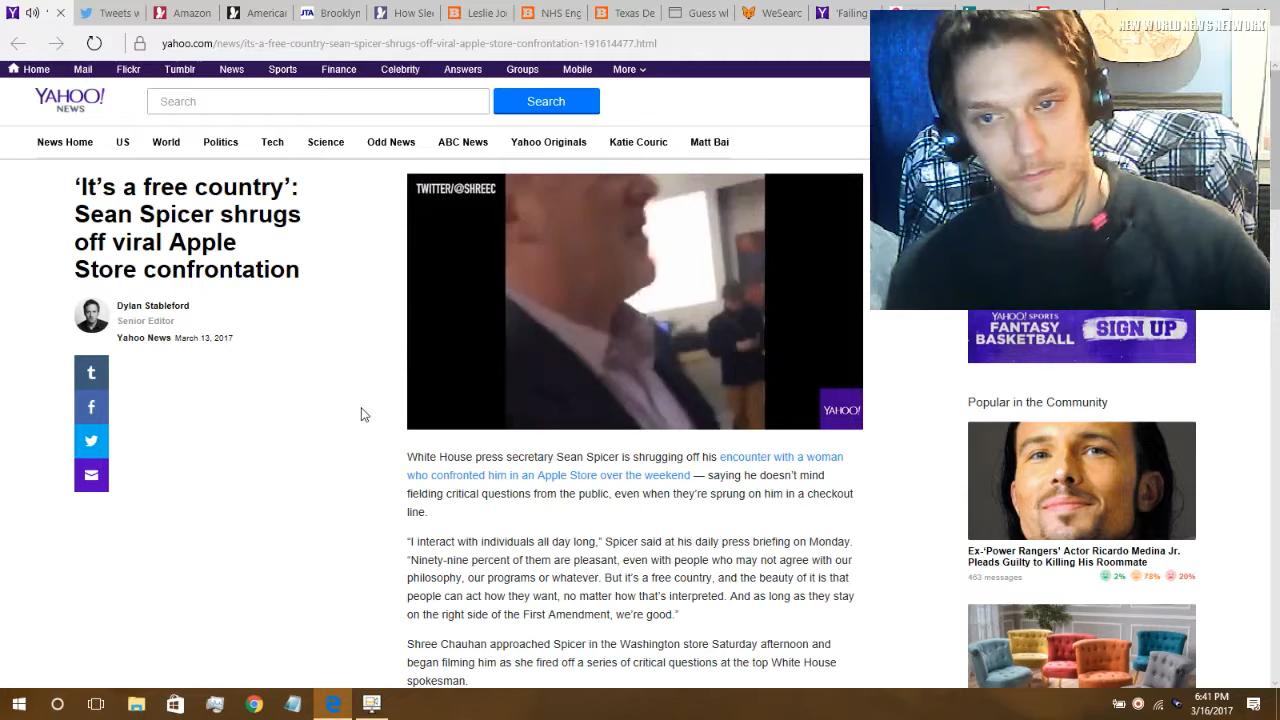 Tweets w
Americar
Brooklyn
How Slee
Leslie Jo
NHS Eng
Texas De
Guess wl
WeSearc
'Failing
yahoo.com/news/its-a-free-country-sean-spicer-shrugs-off-viral-apple-store-confrontation-191614477.html
NEW WORLD NEWS NETWORK
Home Mail Flickr Tumblr News Sports Finance Celebrity Answers Groups Mobile More
YAHOO!
NEWS
Search
Search
News Home US World Politics Tech Science Odd News ABC News Yahoo Originals Katie Couric Matt Bai
‘It’s a free country’:
Sean Spicer shrugs
off viral Apple
Store confrontation
Dylan Stableford
Senior Editor
Yahoo News March 13, 2017
TWITTER/@SHREEC
YAHOO!
White House press secretary Sean Spicer is shrugging off his encounter with a woman
who confronted him in an Apple Store over the weekend — saying he doesn’t mind
fielding critical questions from the public, even when they’re sprung on him in a checkout
line.
“I interact with individuals all day long,” Spicer said at his daily press briefing on Monday.
“Ninety-nine percent of them are pleasant, even with people who may not agree with our
philosophy, our programs or whatever. But it’s a free country, and the beauty of it is that
people can act how they want, no matter how that’s interpreted. And as long as they stay
on the right side of the First Amendment, we’re good.”
Shree Chauhan approached Spicer in the Washington store Saturday afternoon and
began filming him as she fired off a series of critical questions at the top White House
spokesman.
YAHOO! SPORTS
FANTASY
BASKETBALL
SIGN UP
Popular in the Community
Ex-‘Power Rangers’ Actor Ricardo Medina Jr.
Pleads Guilty to Killing His Roommate
463 messages 2% 78% 20%
6:41 PM
3/16/2017